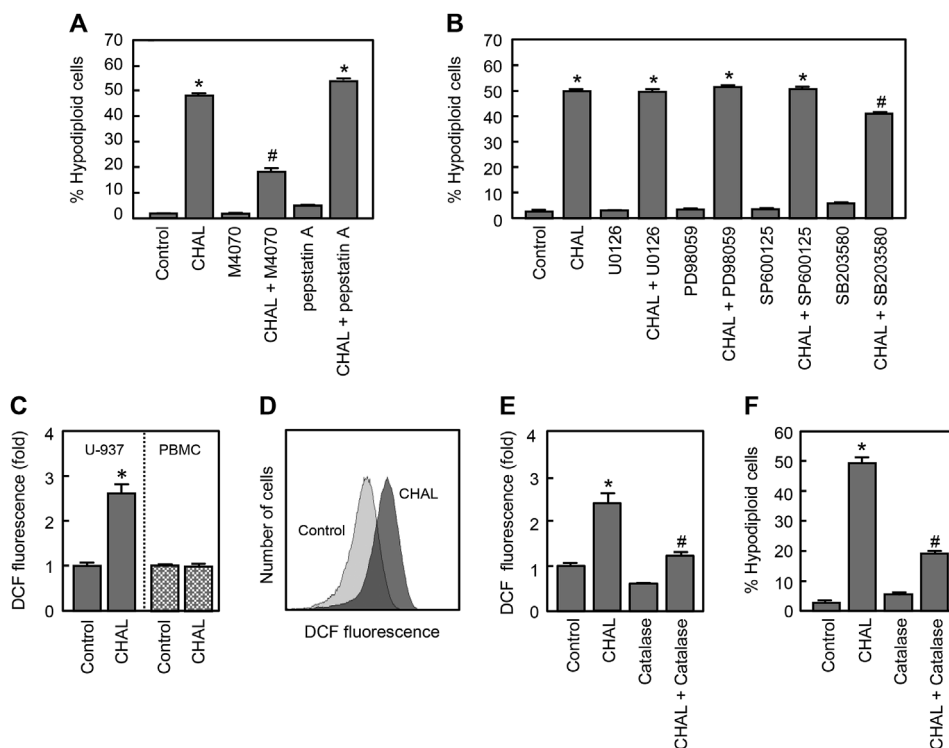 A
% Hypodiploid cells
70
60
50
40
30
20
10
0
*
#
*
Control
CHAL
M4070
CHAL + M4070
pepstatin A
CHAL + pepstatin A
B
% Hypodiploid cells
70
60
50
40
30
20
10
0
*
*
*
*
#
Control
CHAL
U0126
CHAL + U0126
PD98059
CHAL + PD98059
SP600125
CHAL + SP600125
SB203580
CHAL + SB203580
C
DCF fluorescence (fold)
4
3
2
1
0
U-937
PBMC
*
Control
CHAL
Control
CHAL
D
Number of cells
Control
CHAL
DCF fluorescence
E
DCF fluorescence (fold)
4
3
2
1
0
*
#
Control
CHAL
Catalase
CHAL + Catalase
F
% Hypodiploid cells
60
50
40
30
20
10
0
*
#
Control
CHAL
Catalase
CHAL + Catalase